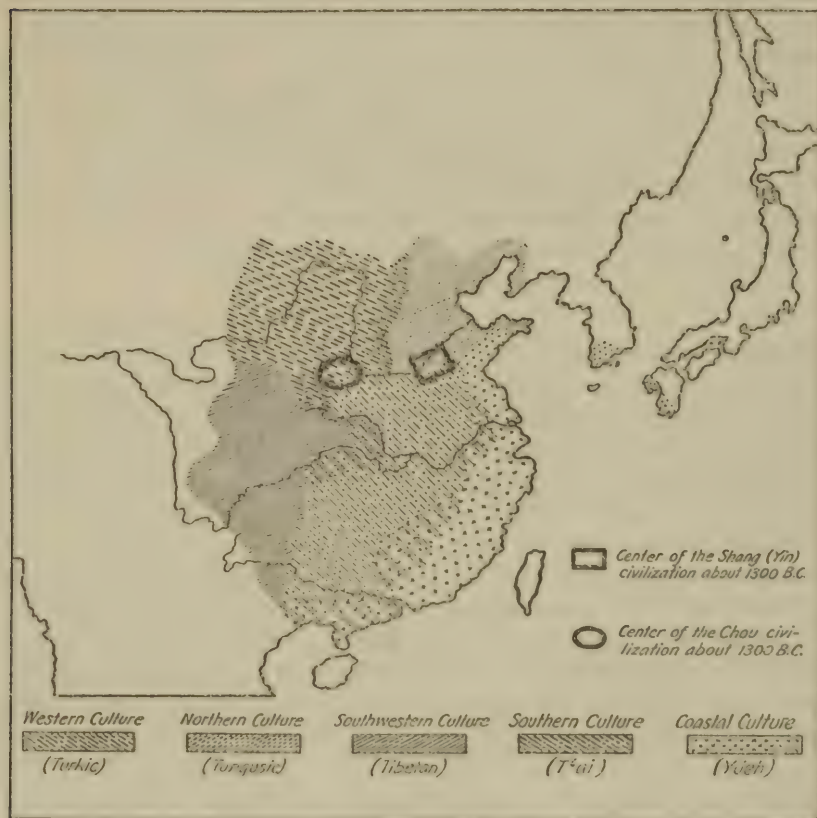 Center of the Shang (Yin)
civilization about 1300 B.C.
Center of the Chou civi-
lization about 1300 B.C.
Western Culture
(Turkic)
Northern Culture
(Tungusic)
Southwestern Culture
(Tibetan)
Southern Culture
(T'ai)
Coastal Culture
(Yüeh)